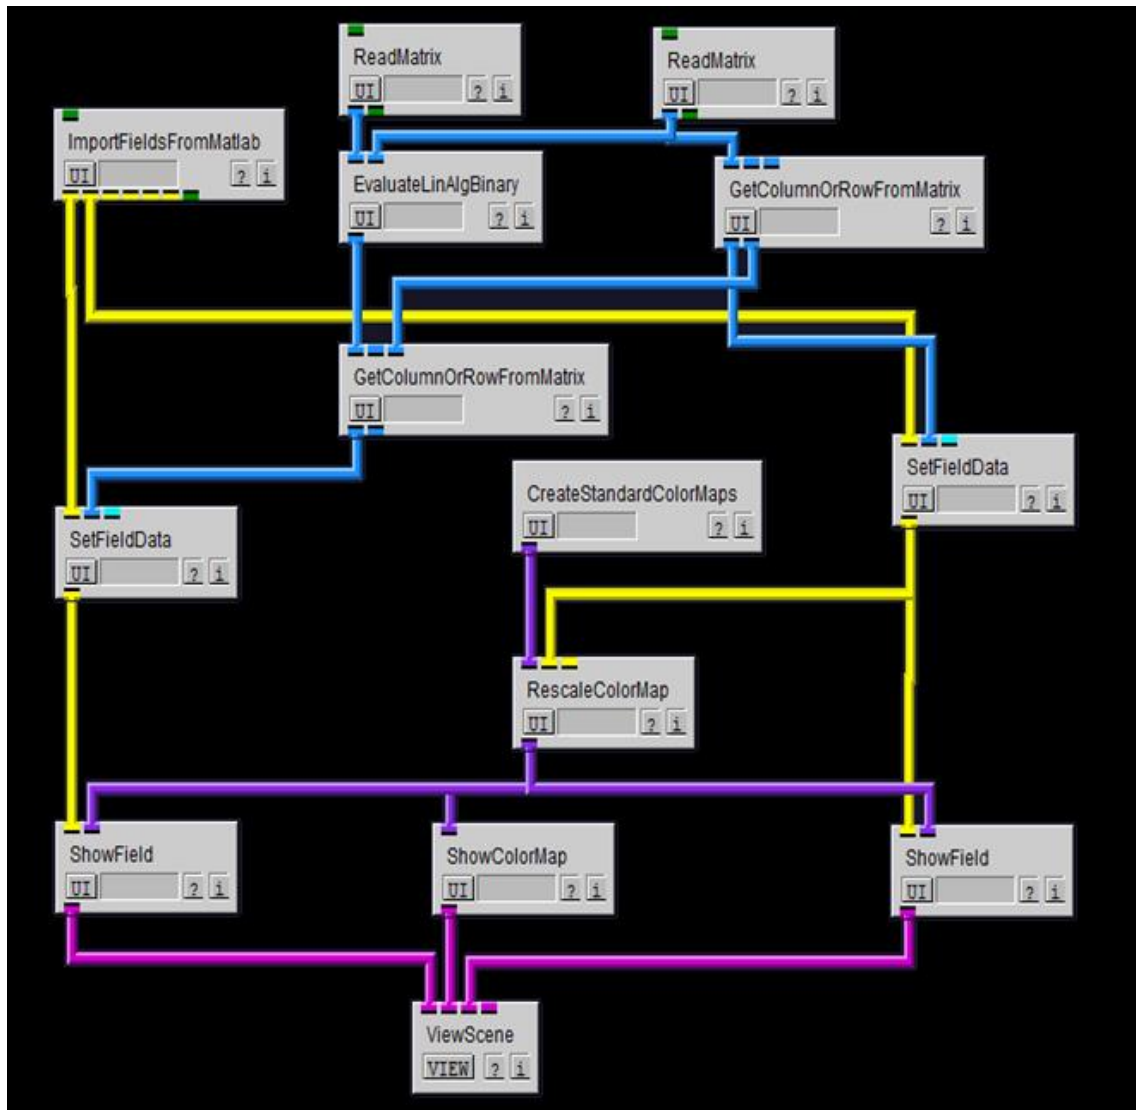 ReadMatrix
UI ? i
ReadMatrix
UI ? i
ImportFieldsFromMatlab
UI ? i
EvaluateLinAlgBinary
UI ? i
GetColumnOrRowFromMatrix
UI ? i
GetColumnOrRowFromMatrix
UI ? i
SetFieldData
UI ? i
CreateStandardColorMaps
UI ? i
SetFieldData
UI ? i
RescaleColorMap
UI ? i
ShowField
UI ? i
ShowColorMap
UI ? i
ShowField
UI ? i
ViewScene
VIEW ? i